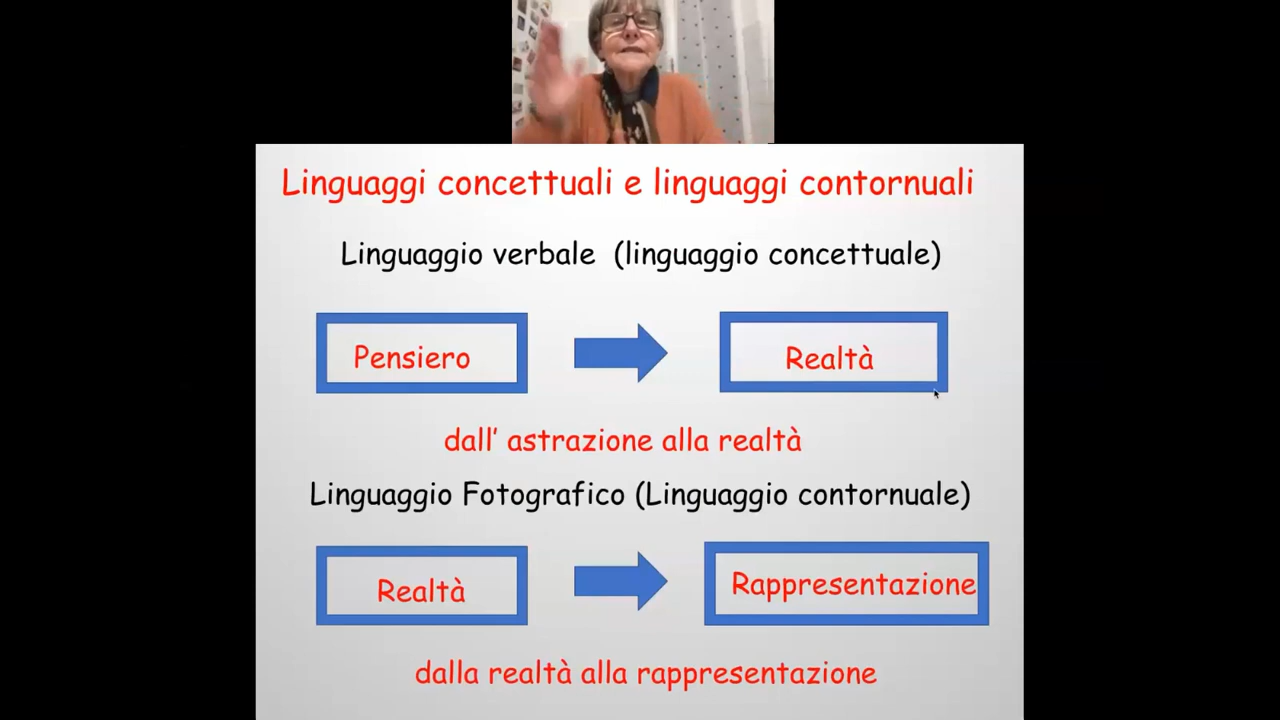 Linguaggi concettuali e linguaggi contornuali
Linguaggio verbale (linguaggio concettuale)
Pensiero
Realtà
dall' astrazione alla realtà
Linguaggio Fotografico (Linguaggio contornuale)
Realtà
Rappresentazione
dalla realtà alla rappresentazione